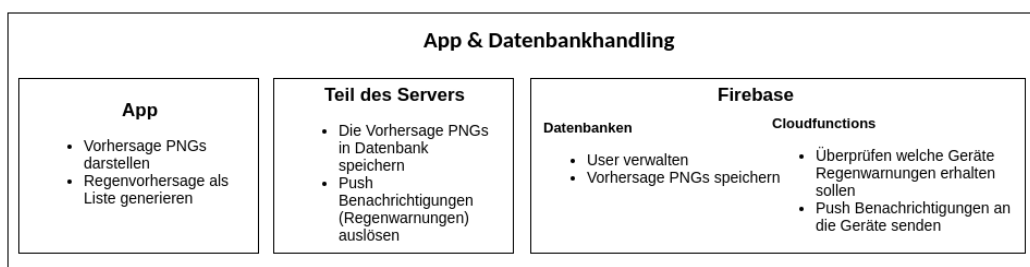 App & Datenbankhandling
App
• Vorhersage PNGs
darstellen
• Regenvorhersage als
Liste generieren
Teil des Servers
• Die Vorhersage PNGs
in Datenbank
speichern
• Push
Benachrichtigungen
(Regenwarnungen)
auslösen
Firebase
Datenbanken
• User verwalten
• Vorhersage PNGs speichern
Cloudfunctions
• Überprüfen welche Geräte
Regenwarnungen erhalten
sollen
• Push Benachrichtigungen an
die Geräte senden